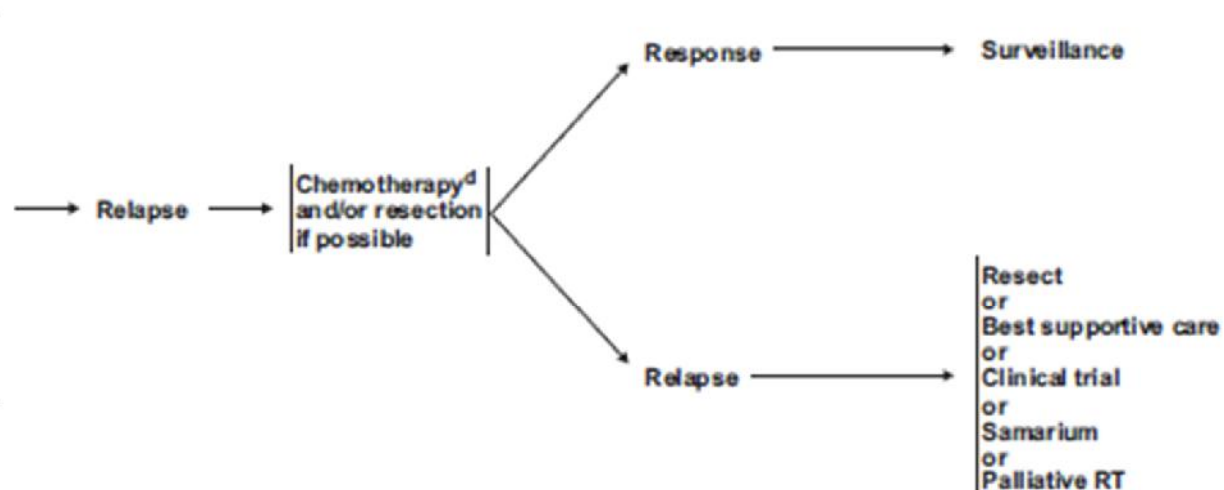 Response
Surveillance
Relapse
Chemotherapyd
and/or resection
if possible
Relapse
Resect
or
Best supportive care
or
Clinical trial
or
Samarium
or
Palliative RT